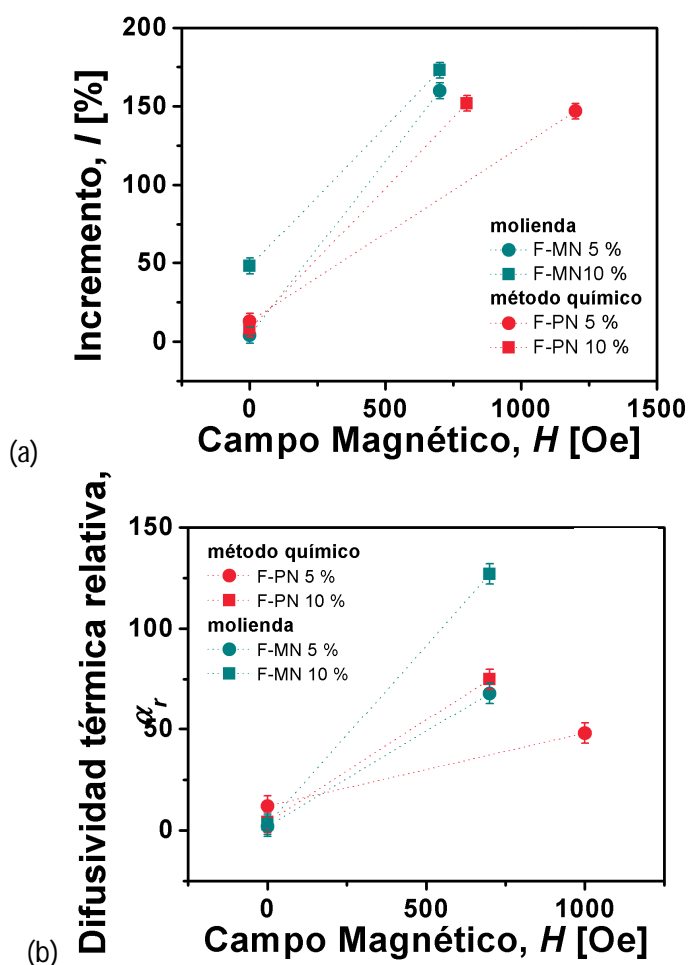 200
150
100
50
0
Incremento, I [%]
molienda
F-MN 5 %
F-MN10 %
método químico
F-PN 5 %
F-PN 10 %
0 500 1000 1500
Campo Magnético, H [Oe]
(a)
150
100
50
0
Difusividad térmica relativa,
αr
método químico
F-PN 5 %
F-PN 10 %
molienda
F-MN 5 %
F-MN 10 %
0 500 1000
Campo Magnético, H [Oe]
(b)